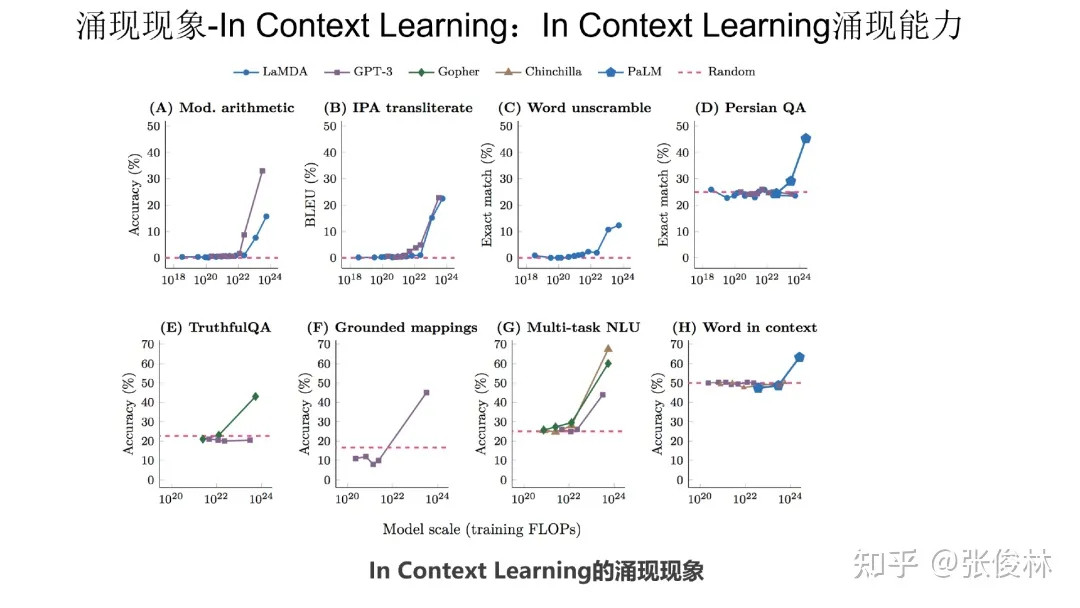 涌现现象-In Context Learning：In Context Learning涌现能力
LaMDA GPT-3 Gopher Chinchilla PaLM Random
(A) Mod. arithmetic (B) IPA transliterate (C) Word unscramble (D) Persian QA
50 50 50 50
40 40 40 40
30 30 30 30
20 20 20 20
10 10 10 10
0 0 0 0
Accuracy (%) BLEU (%) Exact match (%) Exact match (%)
10^18 10^20 10^22 10^24 10^18 10^20 10^22 10^24 10^18 10^20 10^22 10^24 10^18 10^20 10^22 10^24
(E) TruthfulQA (F) Grounded mappings (G) Multi-task NLU (H) Word in context
70 70 70 70
60 60 60 60
50 50 50 50
40 40 40 40
30 30 30 30
20 20 20 20
10 10 10 10
0 0 0 0
Accuracy (%) Accuracy (%) Accuracy (%) Accuracy (%)
10^20 10^22 10^24 10^20 10^22 10^24 10^20 10^22 10^24 10^20 10^22 10^24
Model scale (training FLOPs)
In Context Learning的涌现现象
知乎 @张俊林